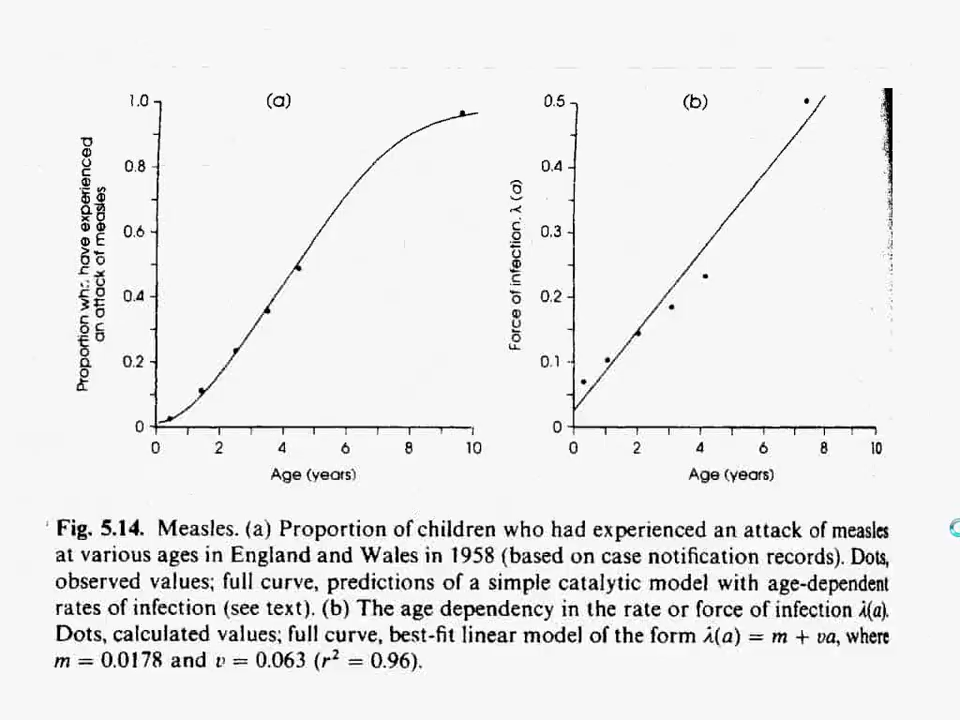 (a)
1.0
0.8
0.6
0.4
0.2
0
0 2 4 6 8 10
Age (years)
Proportion who have experienced
an attack of measles
(b)
0.5
0.4
0.3
0.2
0.1
0
0 2 4 6 8 10
Age (years)
Force of infection, λ (a)
Fig. 5.14. Measles. (a) Proportion of children who had experienced an attack of measles
at various ages in England and Wales in 1958 (based on case notification records). Dots,
observed values; full curve, predictions of a simple catalytic model with age-dependent
rates of infection (see text). (b) The age dependency in the rate or force of infection λ(a).
Dots, calculated values; full curve, best-fit linear model of the form λ(a) = m + va, where
m = 0.0178 and v = 0.063 (r² = 0.96).